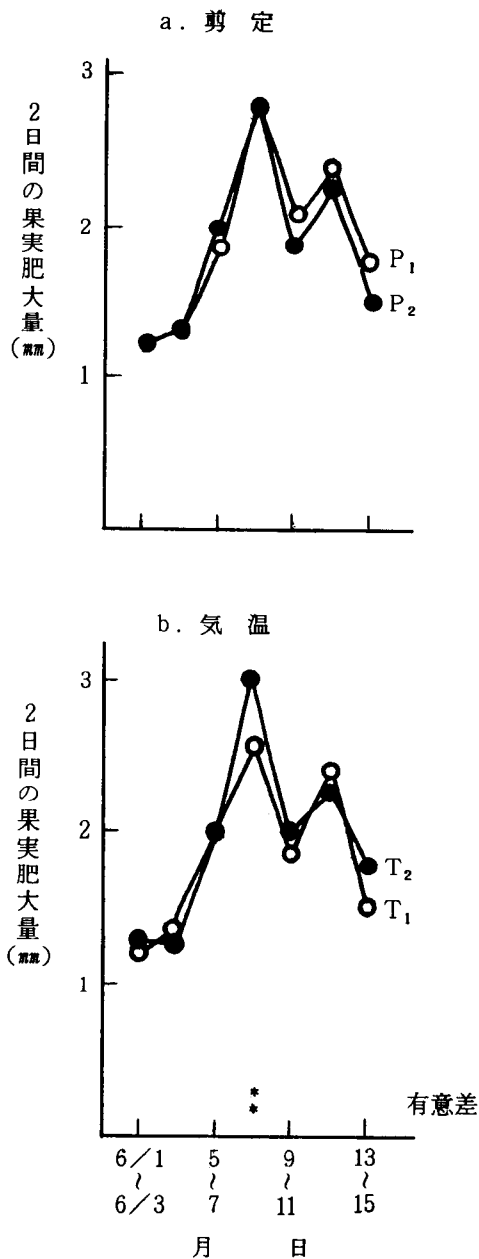 a．剪 定
2日間の果実肥大量(mm)
3
2
1
P₁
P₂
b．気 温
2日間の果実肥大量(mm)
3
2
1
T₂
T₁
**
有意差
6/1 5 9 13
~ ~ ~ ~
6/3 7 11 15
月 日